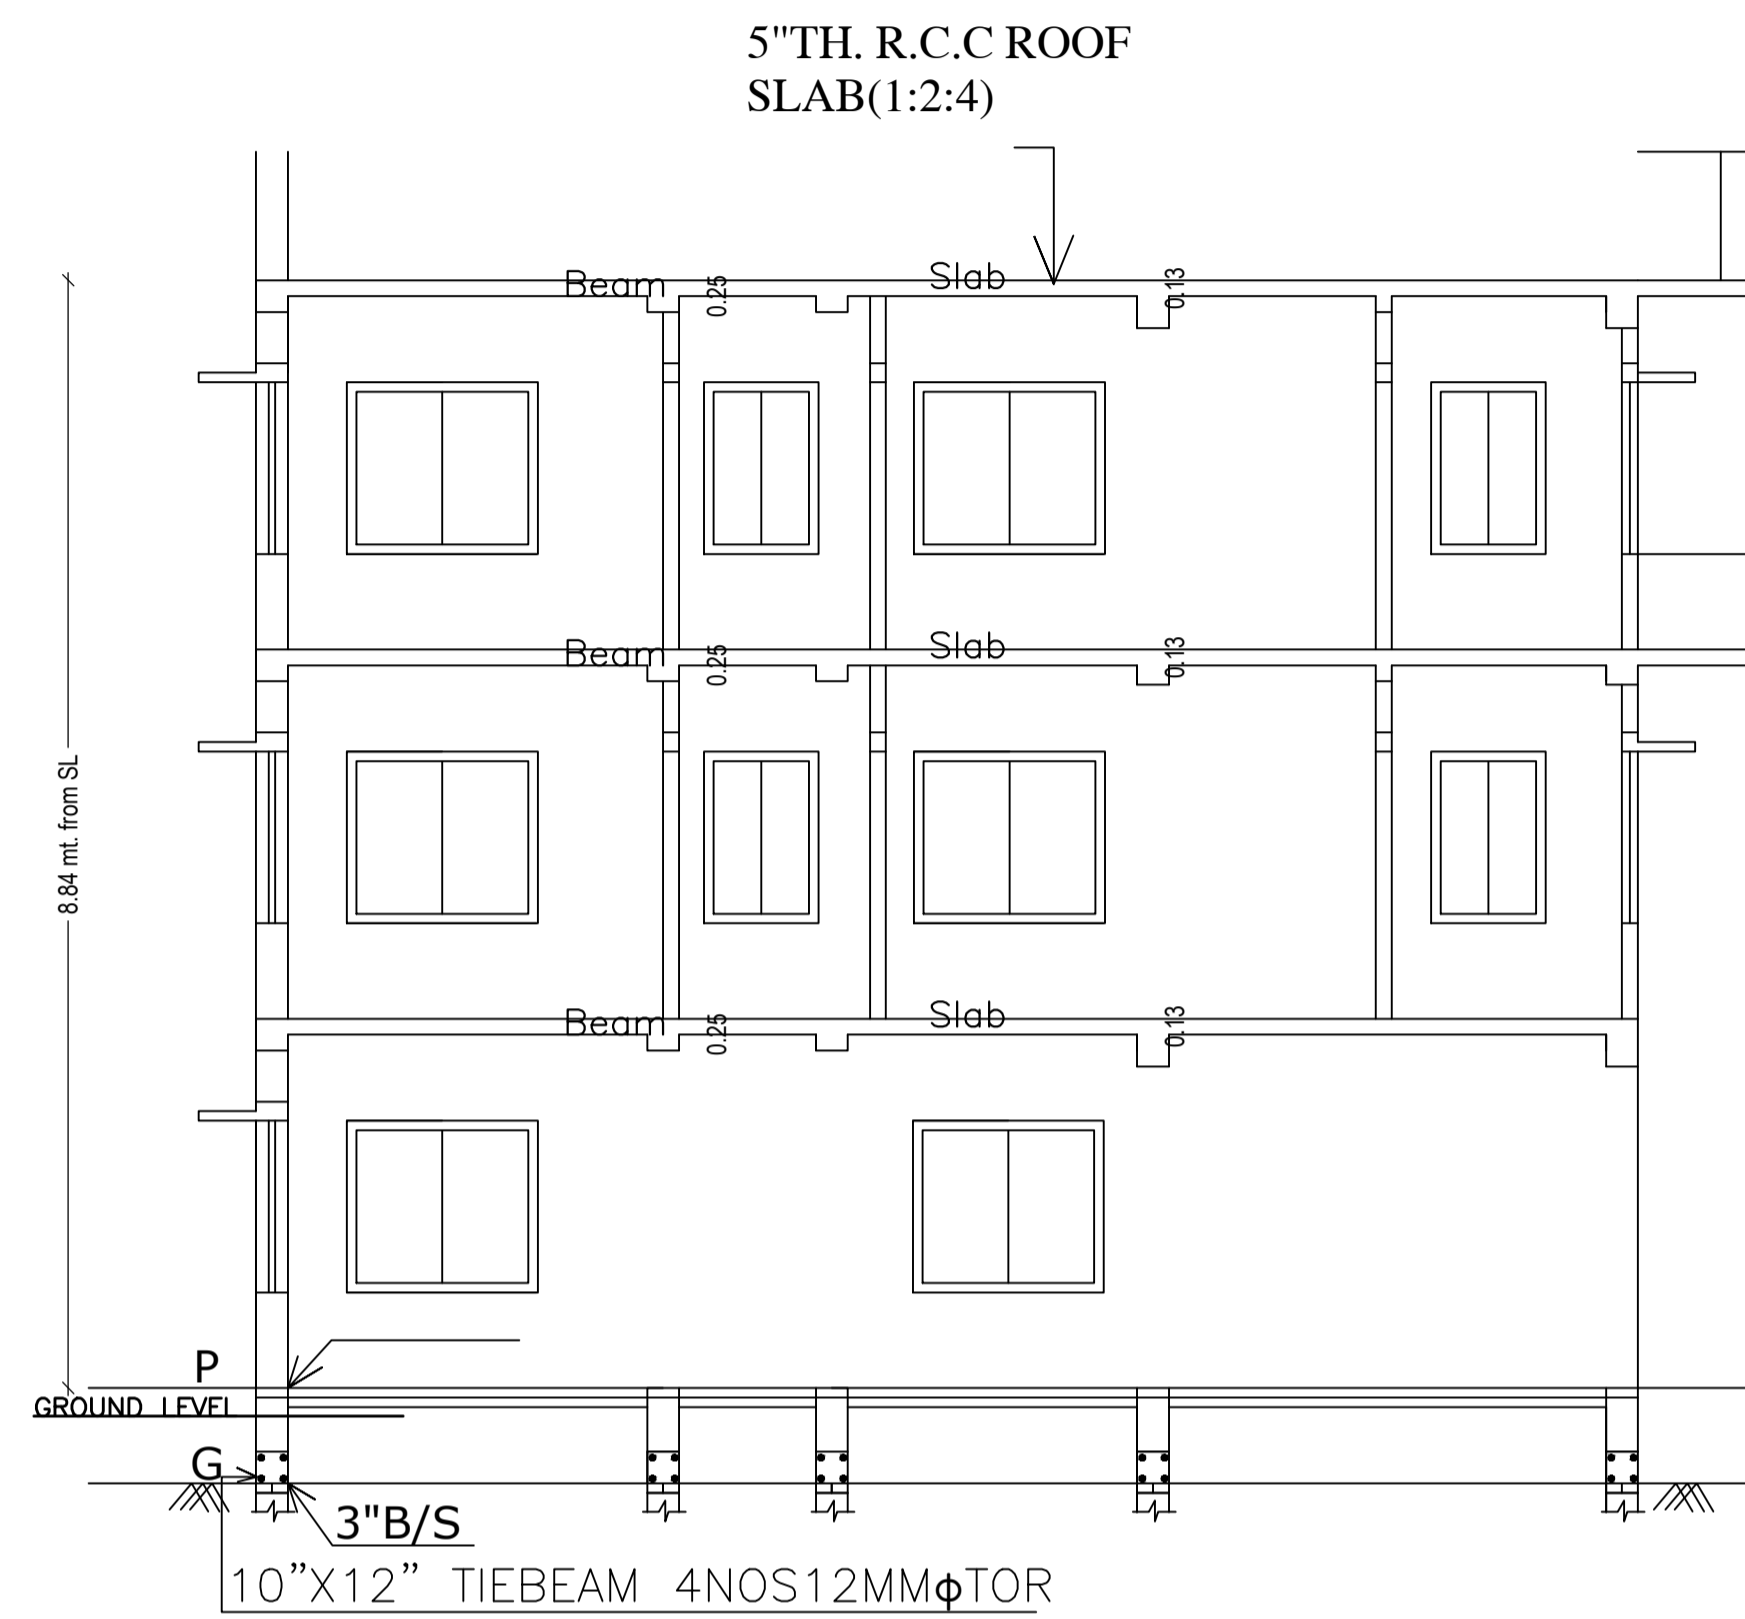 5"TH. R.C.C ROOF
SLAB(1:2:4)
Beam 0.25 Slab 0.13
Beam 0.25 Slab 0.13
8.84 mt. from SL
Beam 0.25 Slab 0.13
P
GROUND LEVEL
G
3"B/S
10”X12” TIEBEAM 4NOS12MMϕTOR